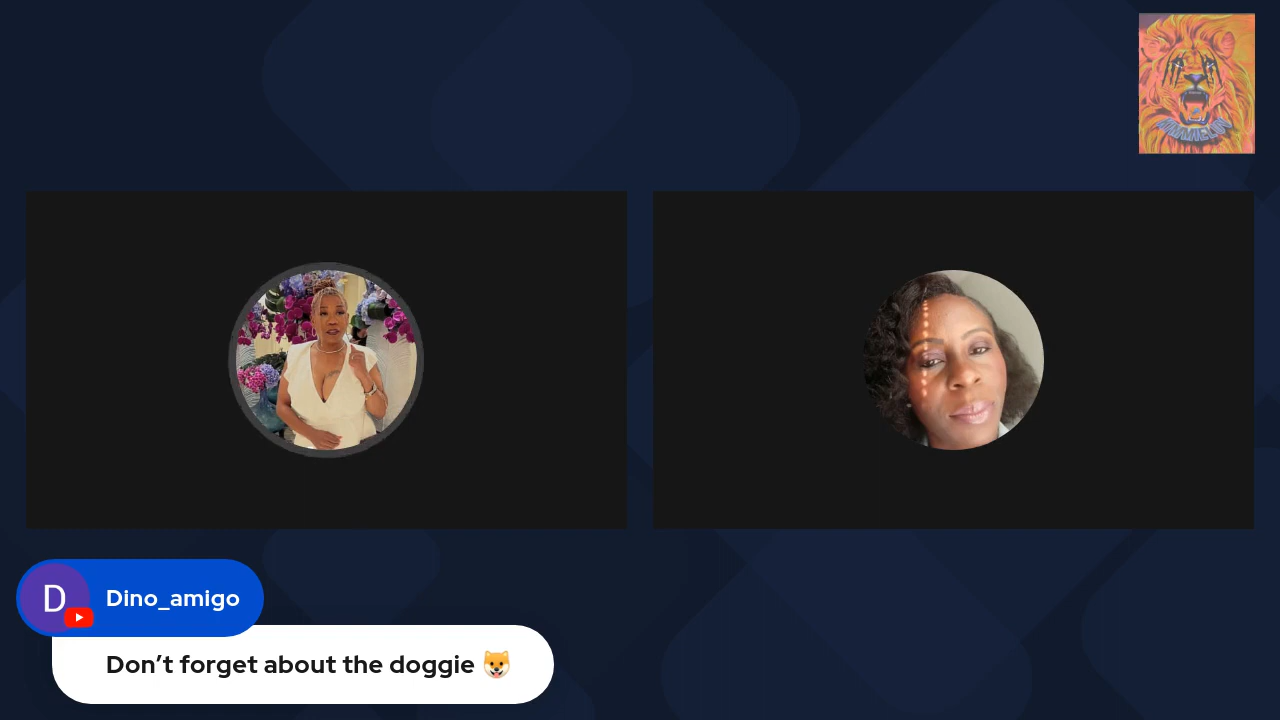 D
Dino_amigo
Don’t forget about the doggie 🐶